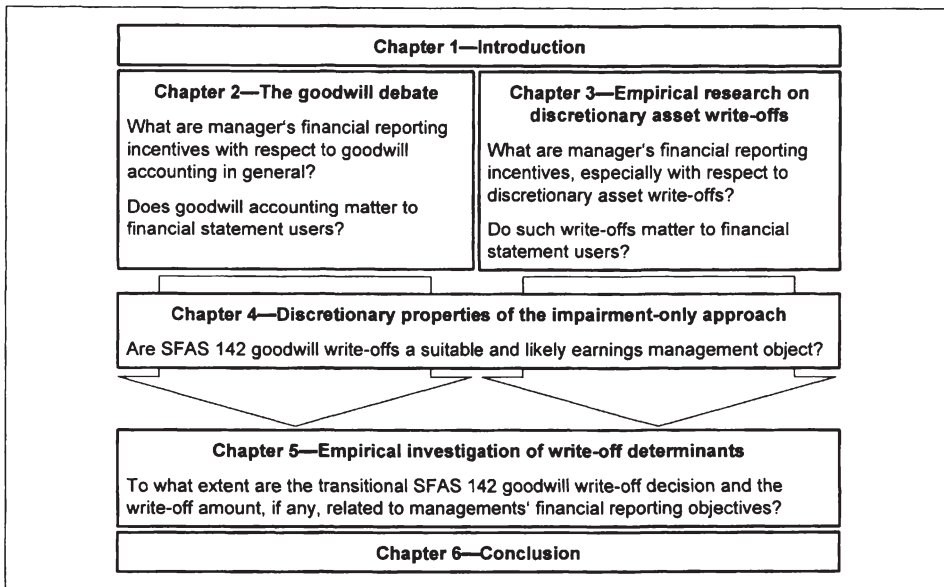 Chapter 1—Introduction
Chapter 2—The goodwill debate
What are manager's financial reporting
incentives with respect to goodwill
accounting in general?
Does goodwill accounting matter to
financial statement users?
Chapter 3—Empirical research on
discretionary asset write-offs
What are manager's financial reporting
incentives, especially with respect to
discretionary asset write-offs?
Do such write-offs matter to financial
statement users?
Chapter 4—Discretionary properties of the impairment-only approach
Are SFAS 142 goodwill write-offs a suitable and likely earnings management object?
Chapter 5—Empirical investigation of write-off determinants
To what extent are the transitional SFAS 142 goodwill write-off decision and the
write-off amount, if any, related to managements' financial reporting objectives?
Chapter 6—Conclusion